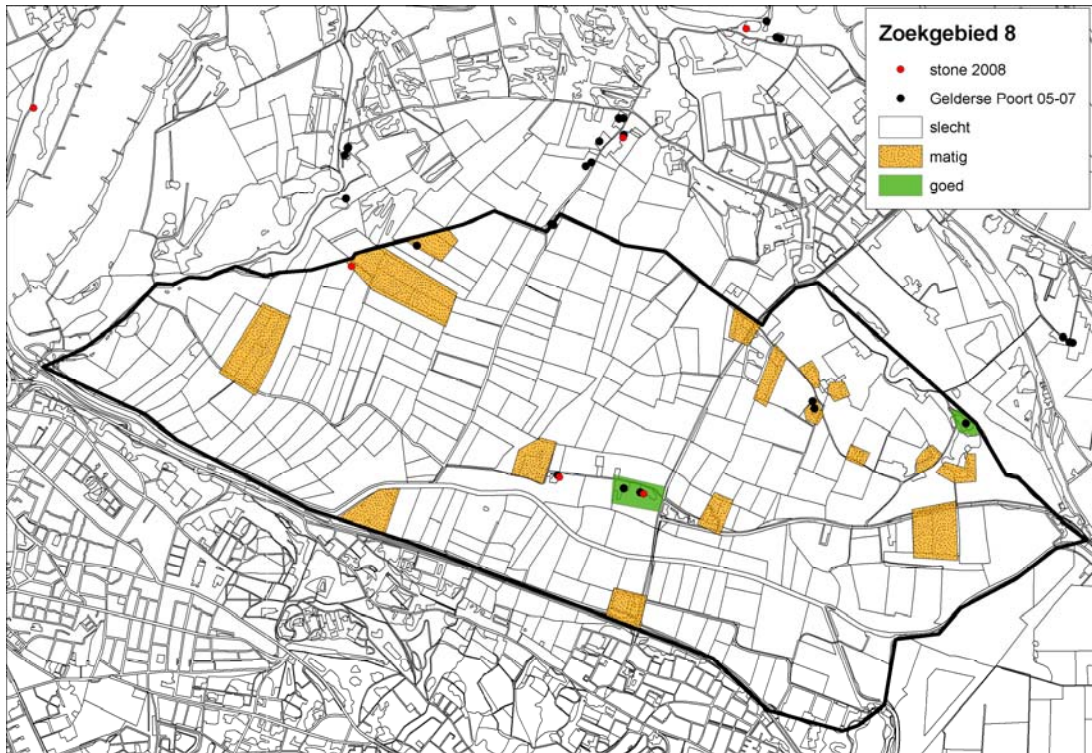 Zoekgebied 8
stone 2008
Gelderse Poort 05-07
slecht
matig
goed